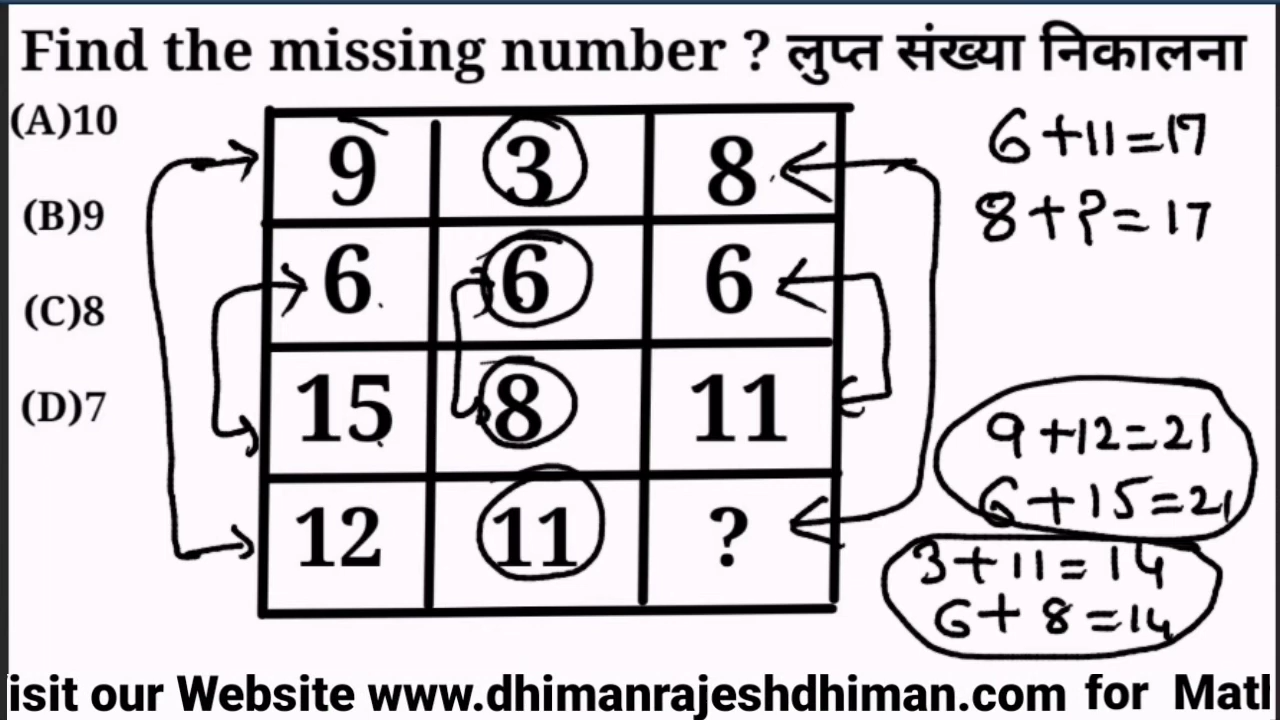 Find the missing number ? लुप्त संख्या निकालना
(A)10
(B)9
(C)8
(D)7
9 3 8
6 6 6
15 8 11
12 11 ?
6+11=17
8+?=17
9+12=21
6+15=21
3+11=14
6+8=14
isit our Website www.dhimanrajeshdhiman.com for Mat